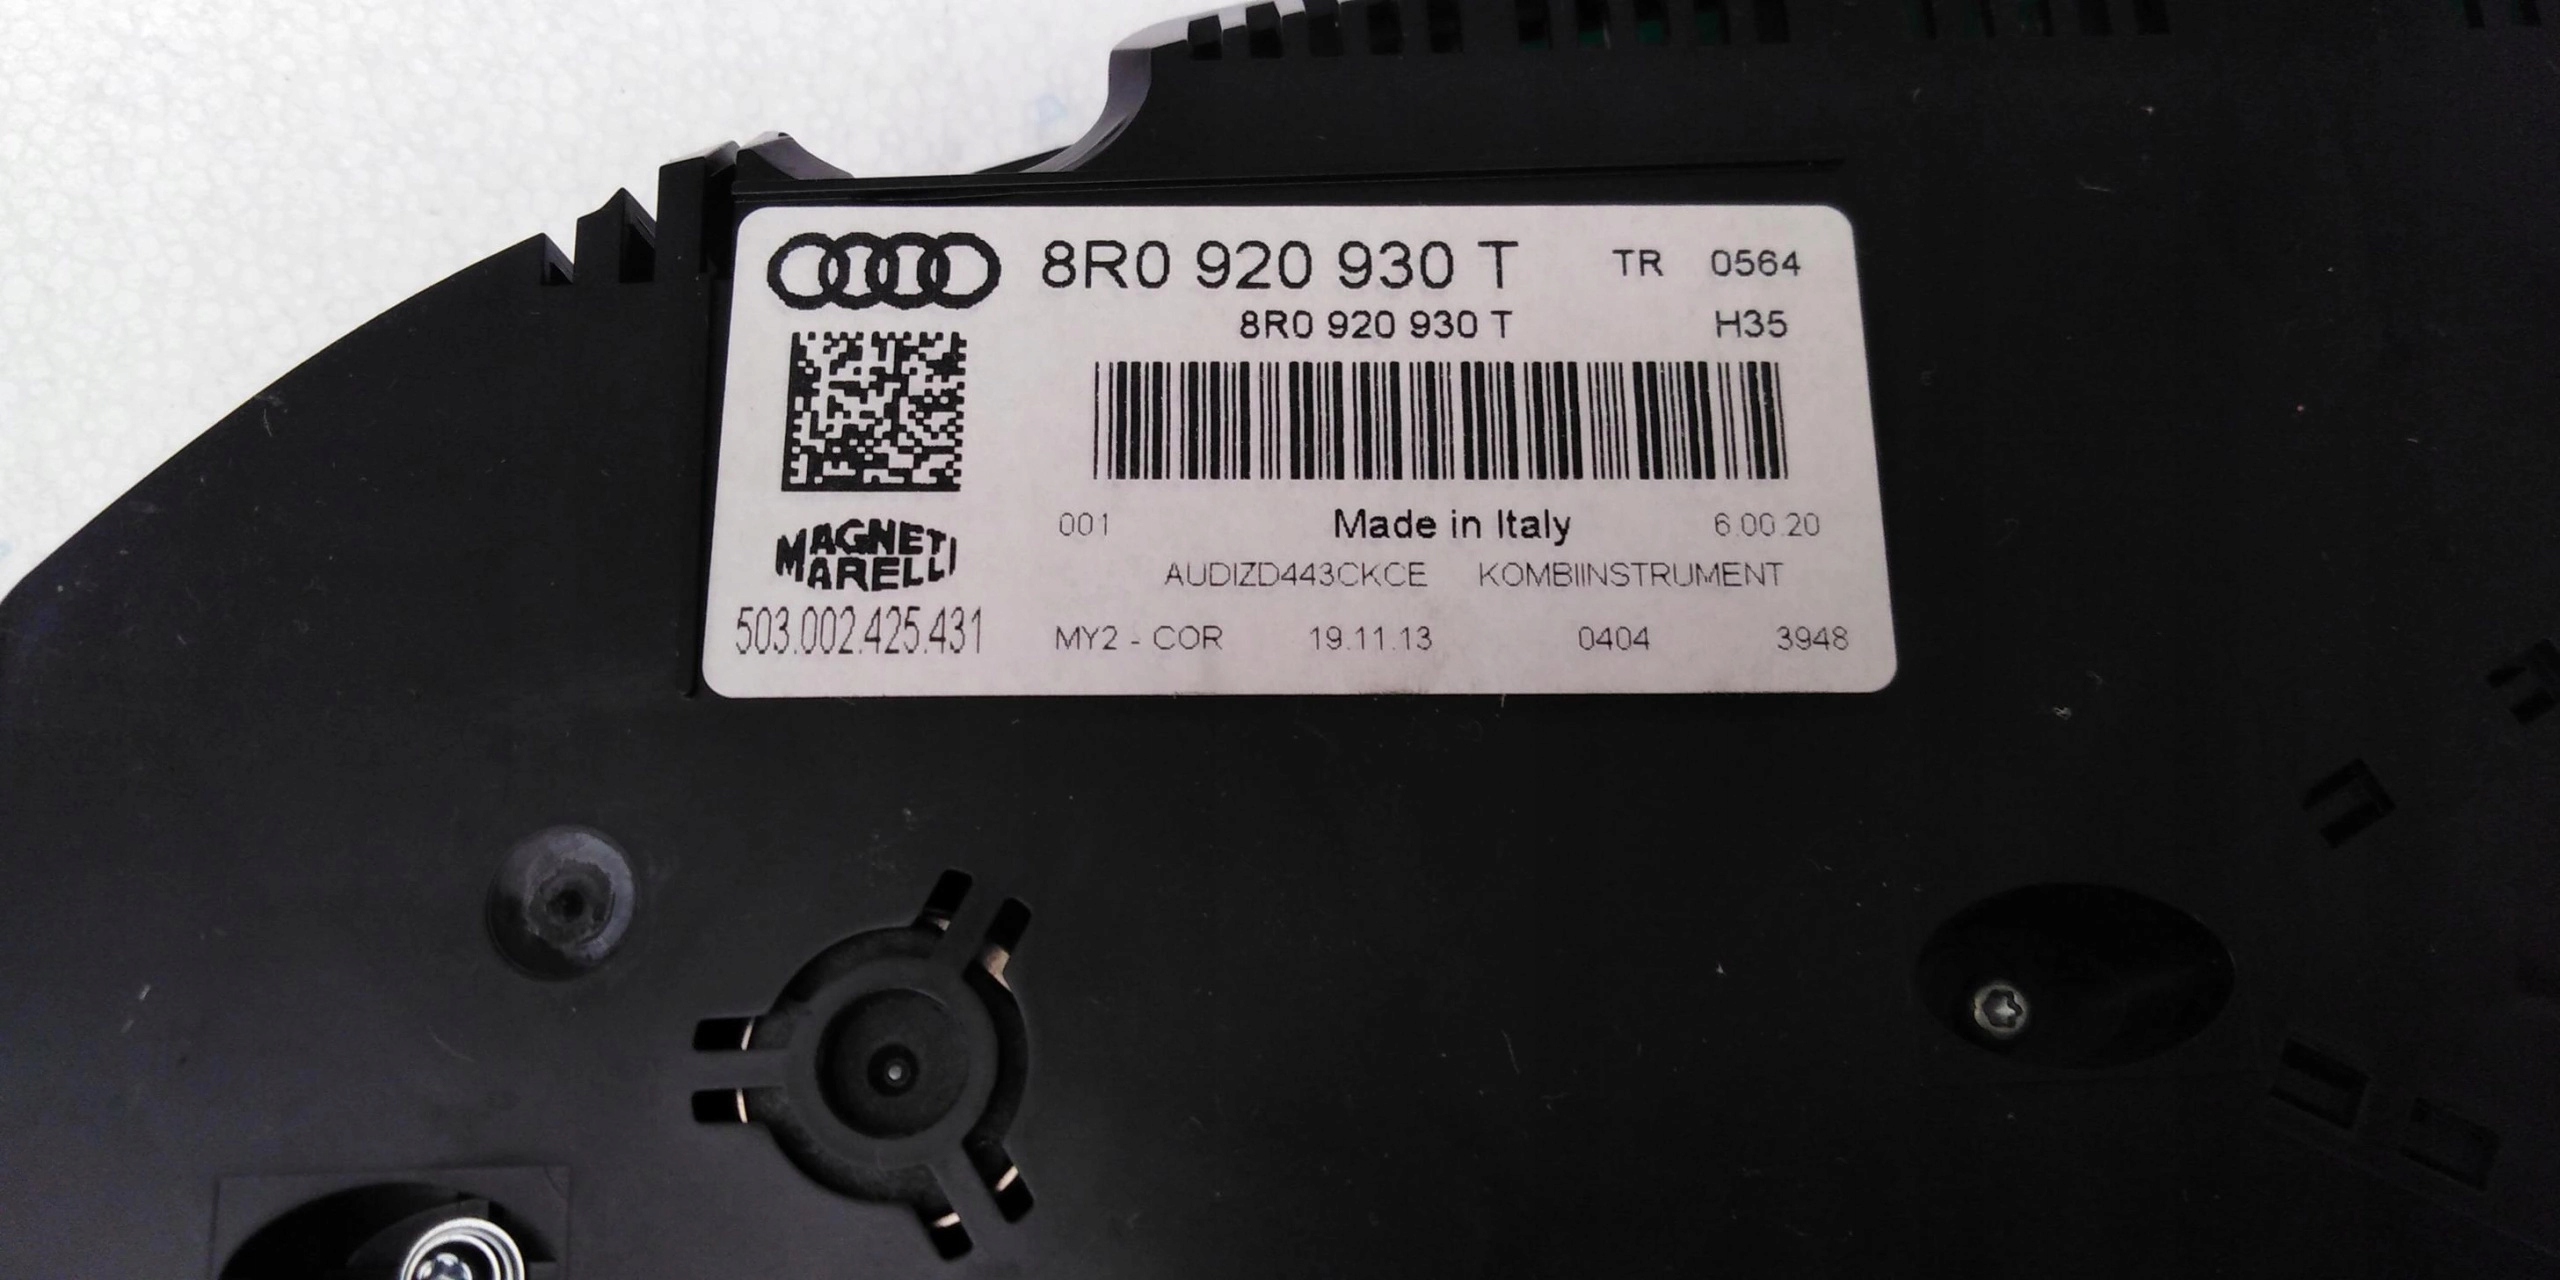 8R0 920 930 T TR 0564
8R0 920 930 T H35
001 Made in Italy 6.00.20
MAGNETI
MARELLI
AUDIZD443CKCE KOMBIINSTRUMENT
503.002.425.431 MY2 - COR 19.11.13 0404 3948